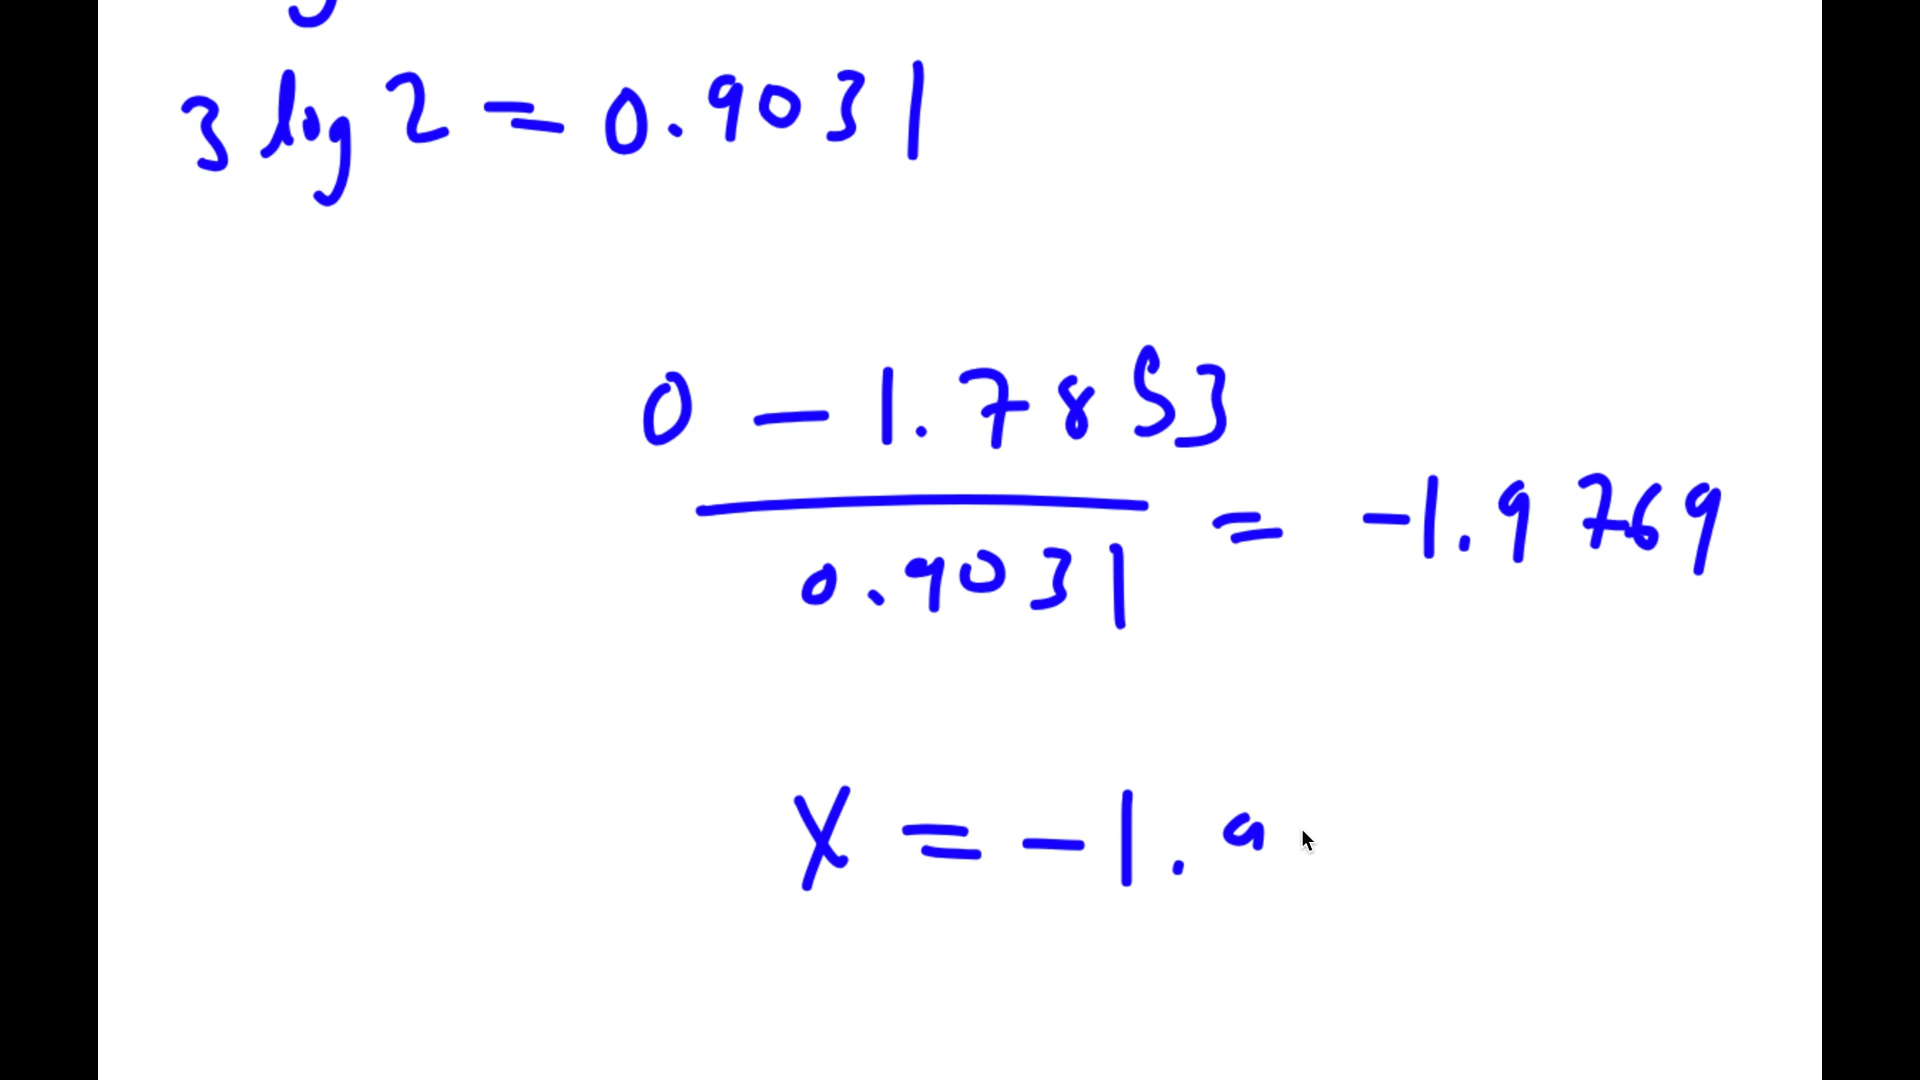 3 log 2 = 0.9031
0 - 1.7853
0.9031
= -1.9769
X = -1.9